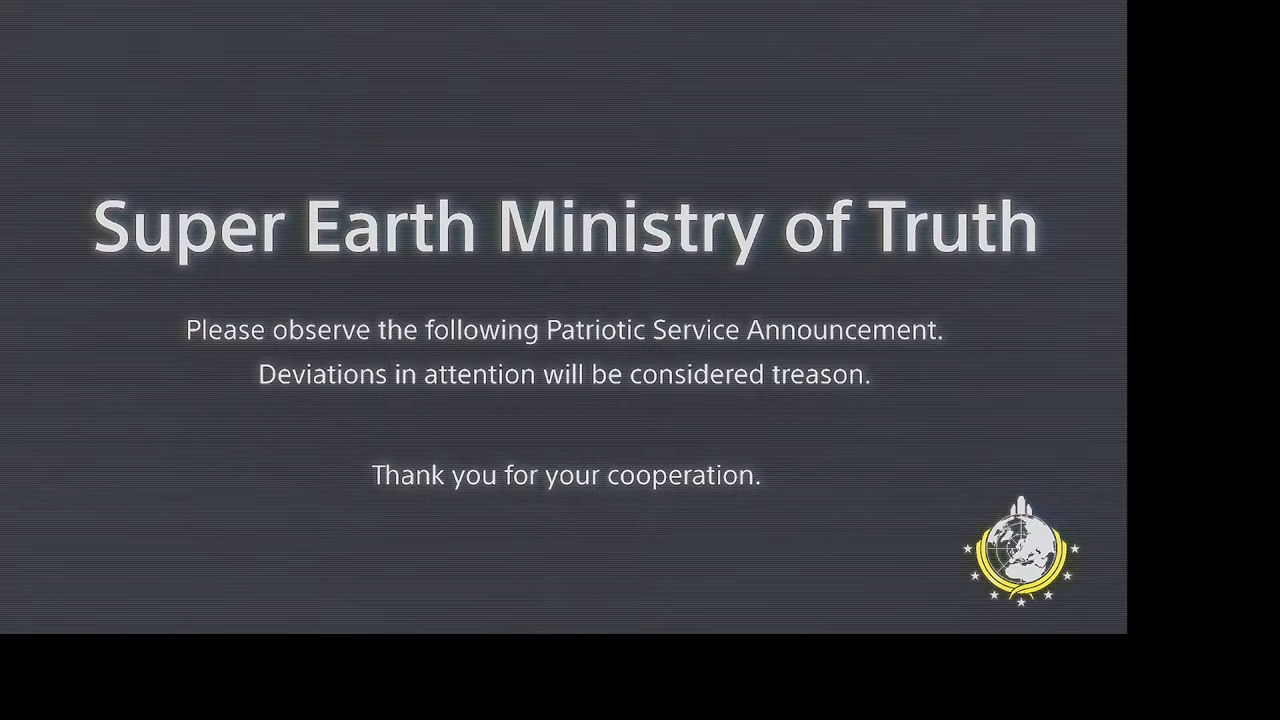 Super Earth Ministry of Truth
Please observe the following Patriotic Service Announcement.
Deviations in attention will be considered treason.
Thank you for your cooperation.